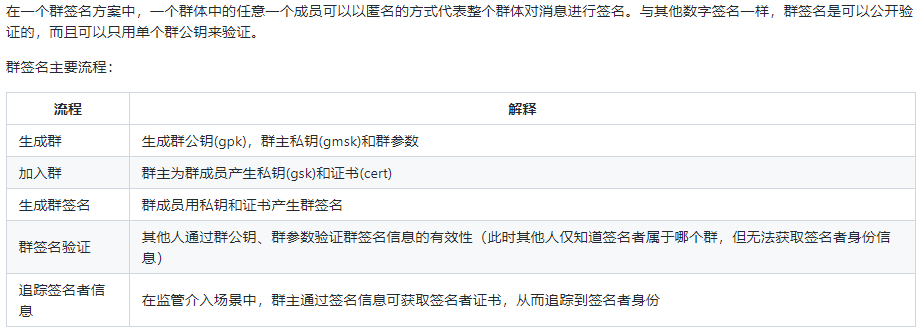 在一个群签名方案中，一个群体中的任意一个成员可以以匿名的方式代表整个群体对消息进行签名。与其他数字签名一样，群签名是可以公开验
证的，而且可以只用单个群公钥来验证。
群签名主要流程：
流程 解释
生成群 生成群公钥(gpk)，群主私钥(gmsk)和群参数
加入群 群主为群成员产生私钥(gsk)和证书(cert)
生成群签名 群成员用私钥和证书产生群签名
群签名验证 其他人通过群公钥、群参数验证群签名信息的有效性（此时其他人仅知道签名者属于哪个群，但无法获取签名者身份信
息）
追踪签名者信
息 在监管介入场景中，群主通过签名信息可获取签名者证书，从而追踪到签名者身份